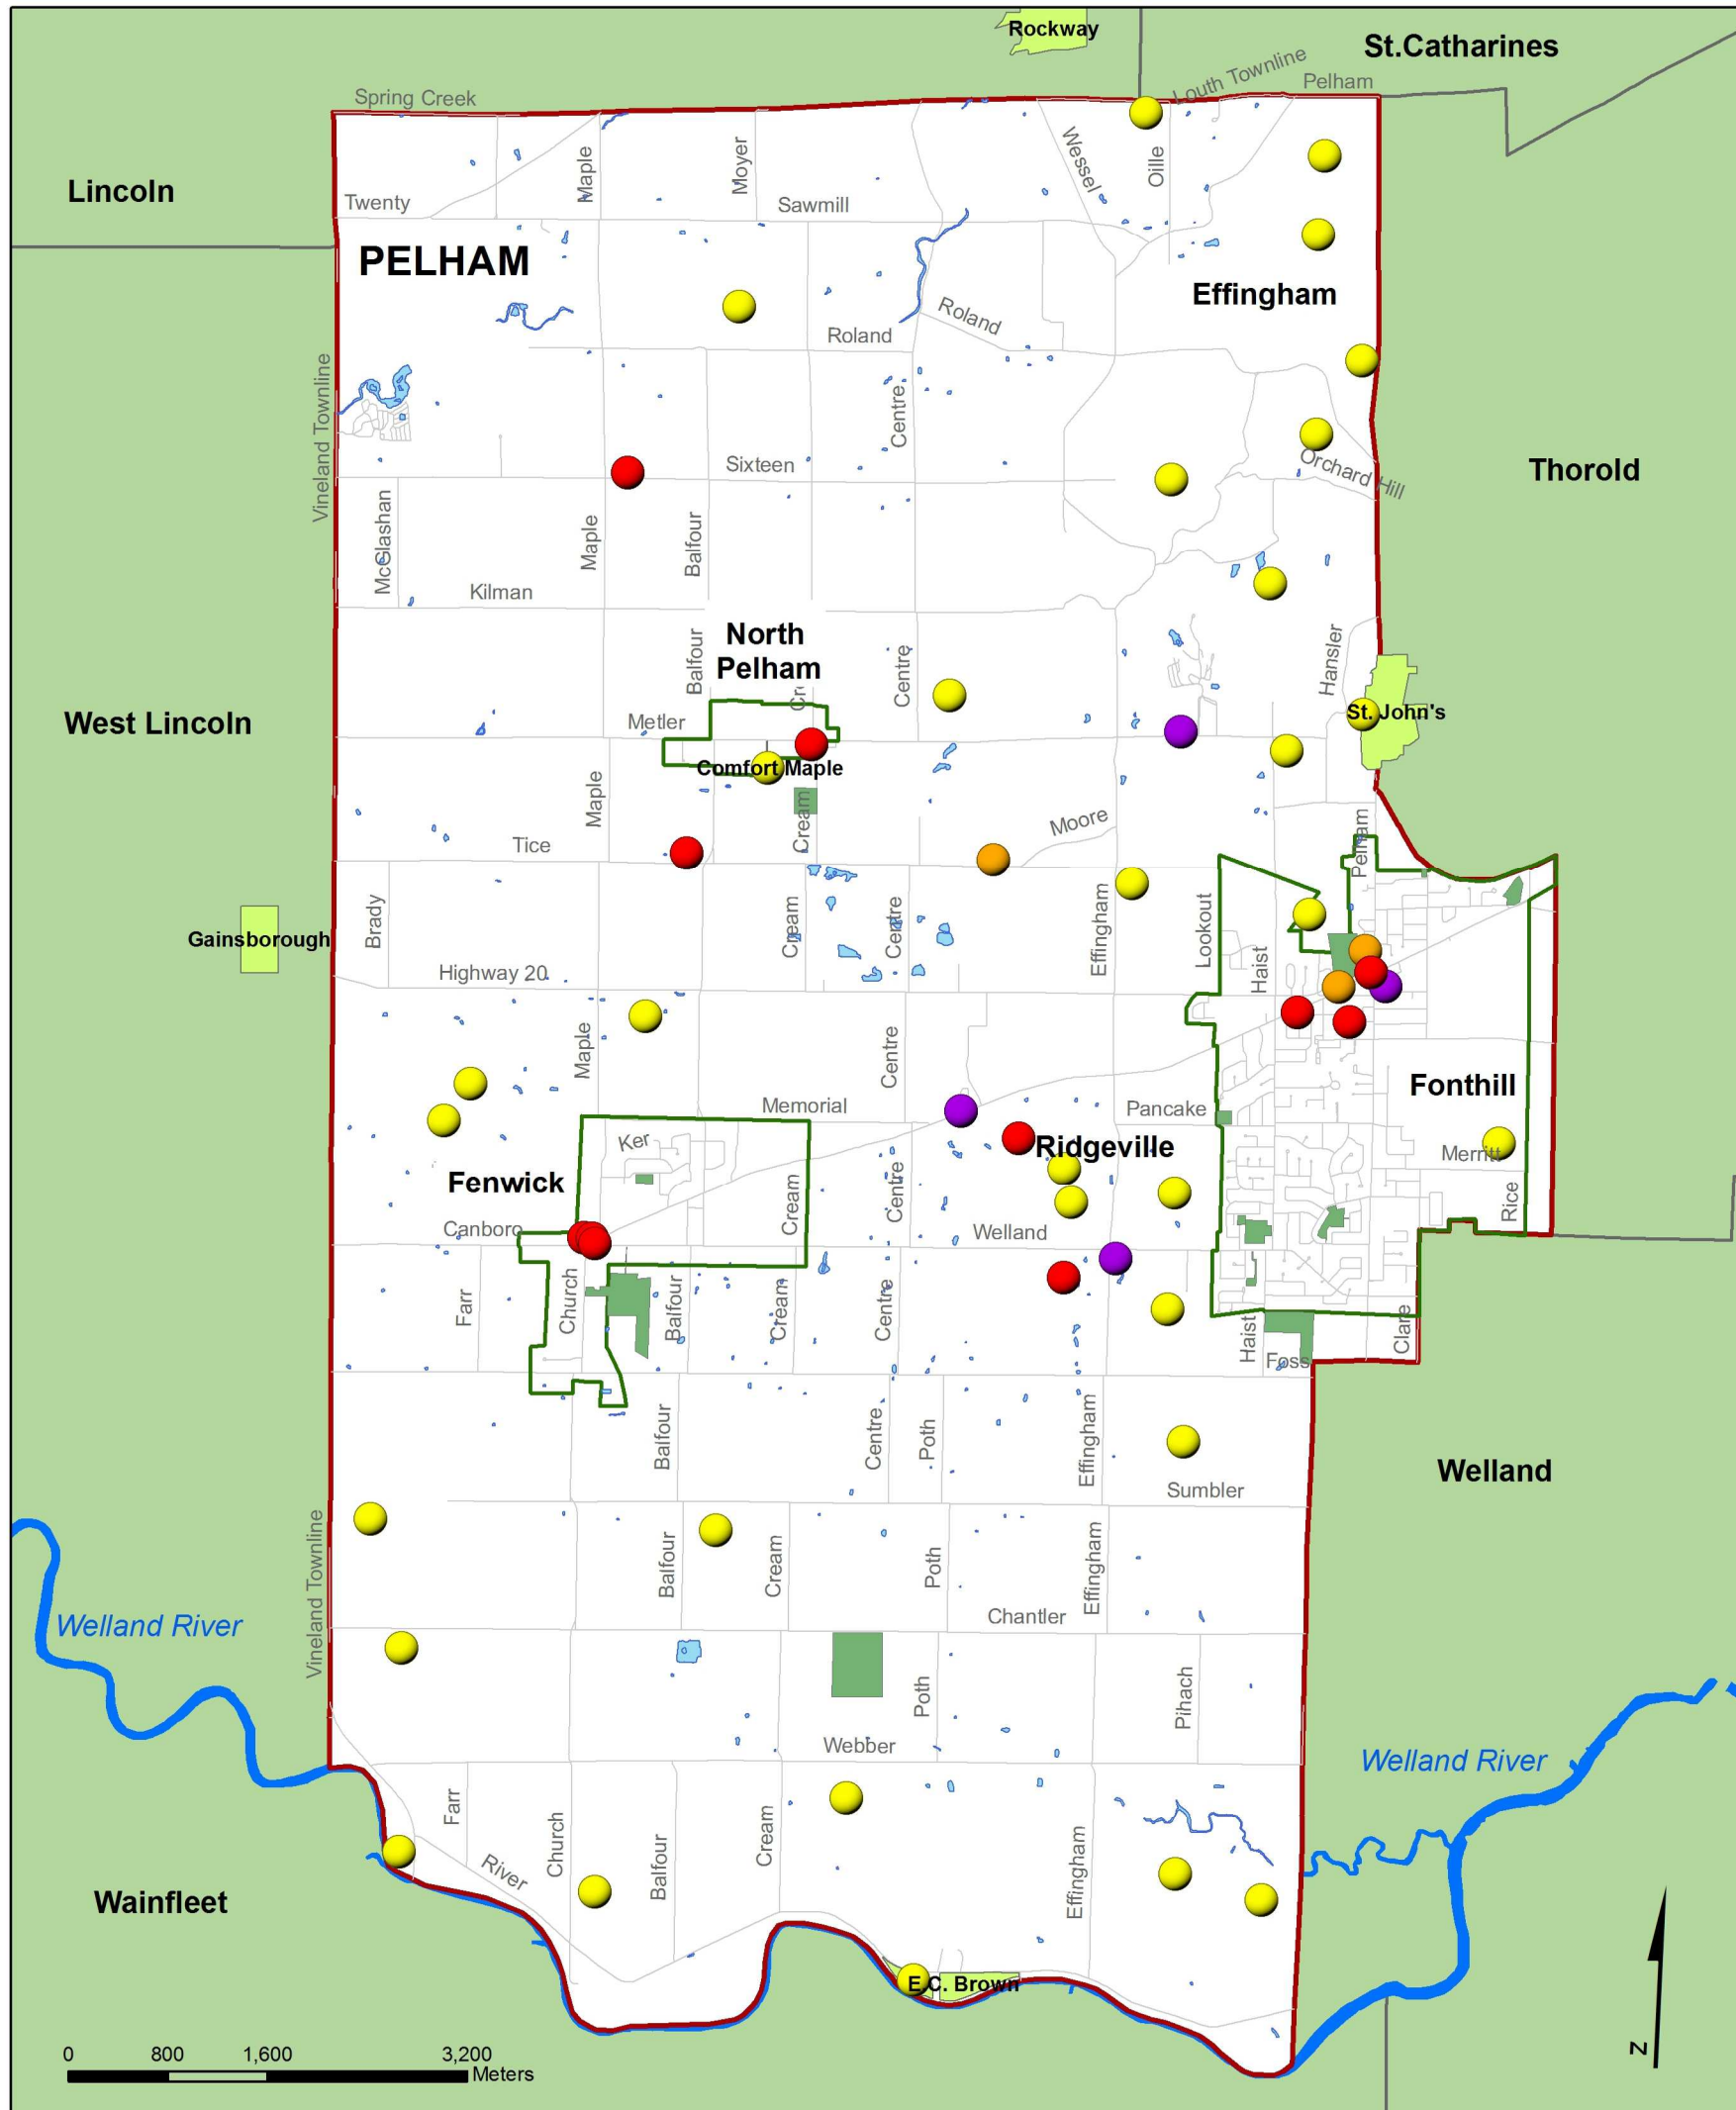 Rockway
St.Catharines
Louth Townline
Pelham
Spring Creek
Wessel
Oille
Maple
Moyer
Lincoln
Twenty
Sawmill
PELHAM
Effingham
Roland
Roland
Vineland Townline
Centre
Sixteen
Orchard Hill
Thorold
McGlashan
Maple
Balfour
Kilman
North
Pelham
Balfour
Centre
Hansler
Cr
West Lincoln
Metler
St. John's
Comfort Maple
Maple
Cream
Moore
Pelham
Tice
Brady
Cream
Centre
Effingham
Lookout
Haist
Gainsborough
Highway 20
Maple
Centre
Fonthill
Memorial
Pancake
Ker
Ridgeville
Merritt
Fenwick
Cream
Centre
Rice
Canboro
Welland
Farr
Church
Balfour
Cream
Centre
Haist
Clare
Foss
Balfour
Centre
Poth
Effingham
Welland
Sumbler
Vineland Townline
Balfour
Cream
Poth
Effingham
Welland River
Chantler
Poth
Pihach
Webber
Welland River
Farr
Church
Balfour
Cream
Effingham
River
Wainfleet
E.C. Brown
0 800 1,600 3,200
Meters
N